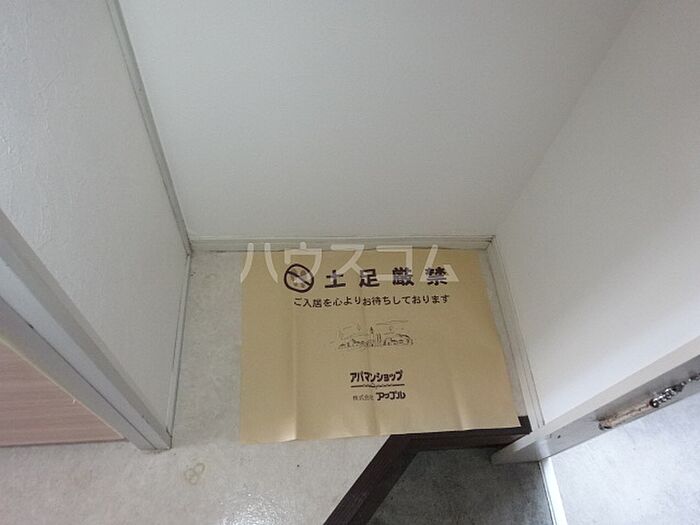 ハウスコム
土足厳禁
ご入居を心よりお待ちしております
アパマンショップ
株式会社 アップル